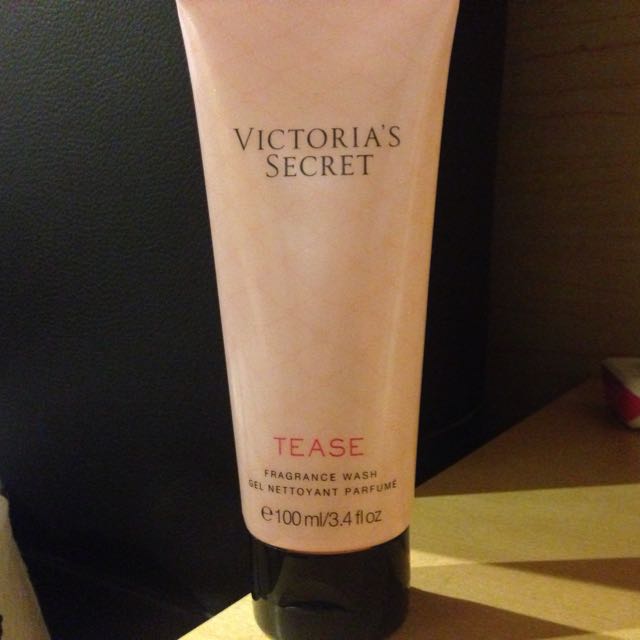 VICTORIA'S
SECRET
TEASE
FRAGRANCE WASH
GEL NETTOYANT PARFUMÉ
℮100 ml/3.4 fl oz